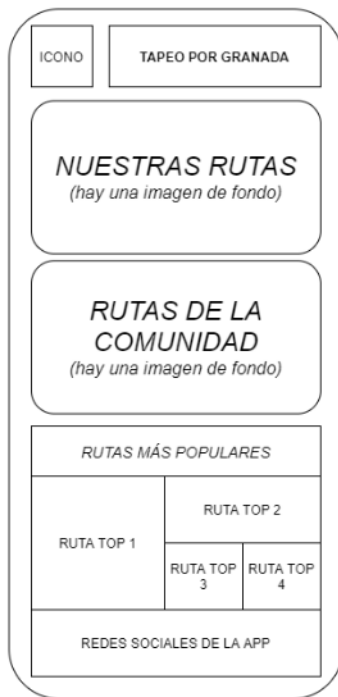 ICONO
TAPEO POR GRANADA
NUESTRAS RUTAS
(hay una imagen de fondo)
RUTAS DE LA
COMUNIDAD
(hay una imagen de fondo)
RUTAS MÁS POPULARES
RUTA TOP 1
RUTA TOP 2
RUTA TOP
3
RUTA TOP
4
REDES SOCIALES DE LA APP